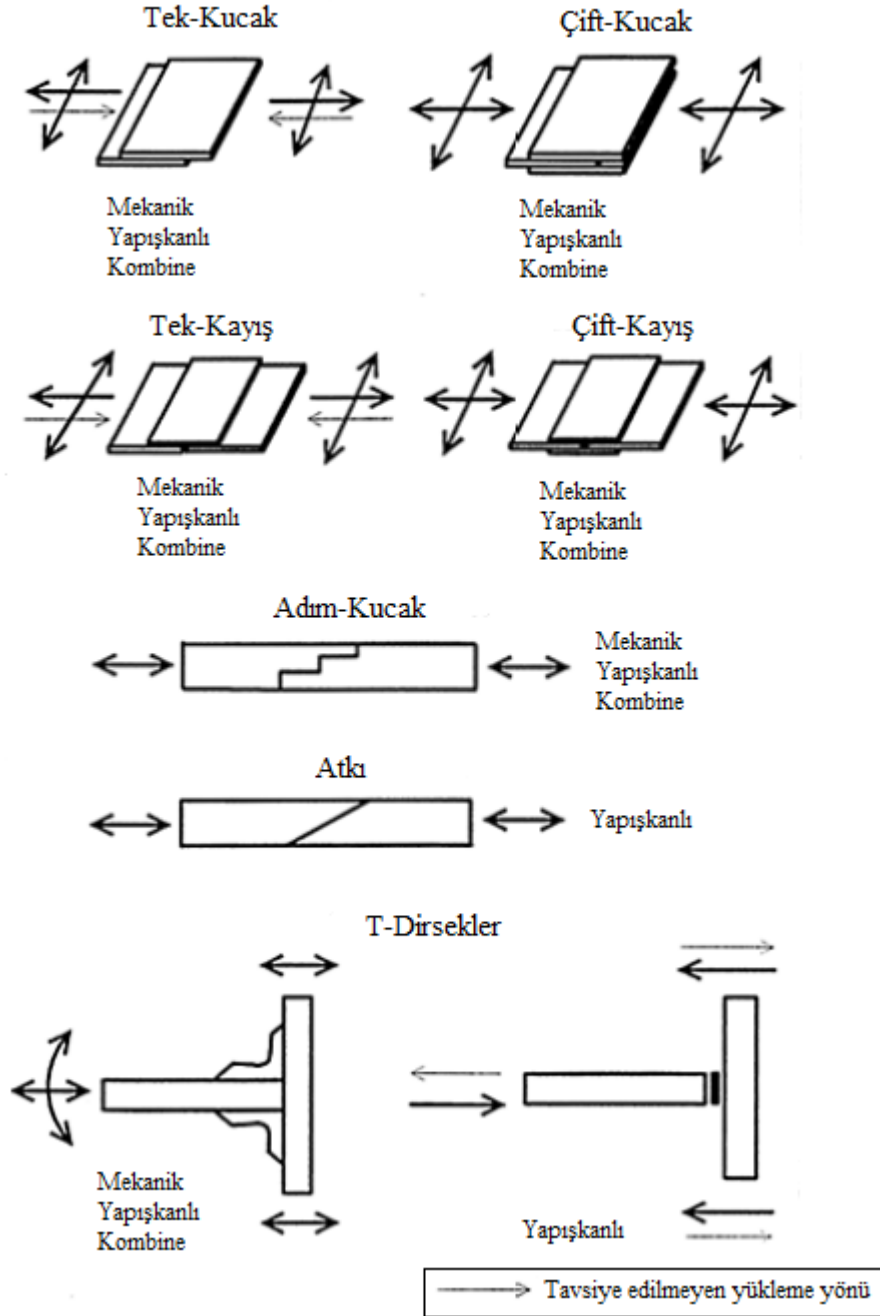 Tek-Kucak
Çift-Kucak
Mekanik
Yapışkanlı
Kombine
Mekanik
Yapışkanlı
Kombine
Tek-Kayış
Çift-Kayış
Mekanik
Yapışkanlı
Kombine
Mekanik
Yapışkanlı
Kombine
Adım-Kucak
Mekanik
Yapışkanlı
Kombine
Atkı
Yapışkanlı
T-Dirsekler
Mekanik
Yapışkanlı
Kombine
Yapışkanlı
Tavsiye edilmeyen yükleme yönü